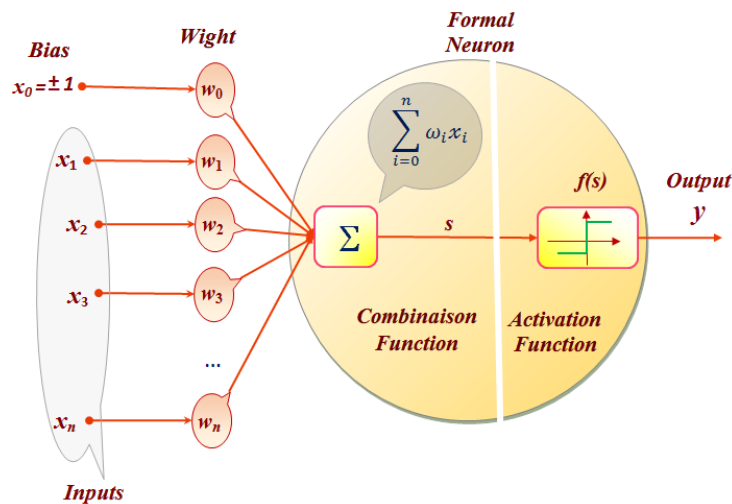 Formal
Neuron
Bias
Wight
x₀ = ± 1
w₀
n
∑ ωᵢxᵢ
i=0
x₁
w₁
x₂
w₂
x₃
w₃
...
xₙ
wₙ
Inputs
Σ
s
f(s)
Output
y
Combinaison
Function
Activation
Function